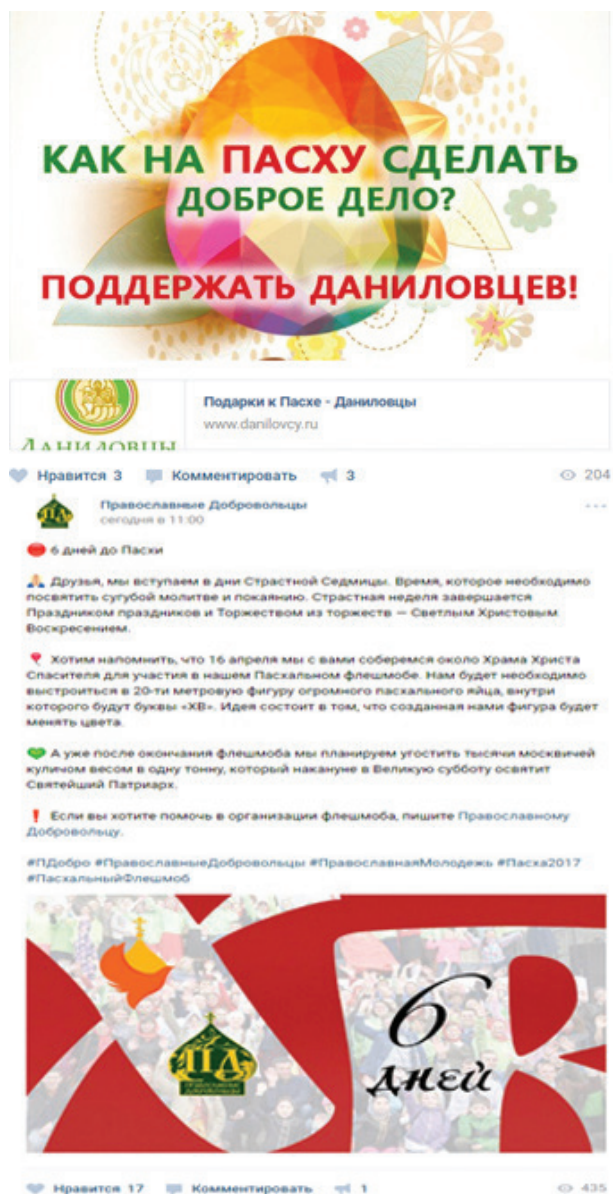 КАК НА ПАСХУ СДЕЛАТЬ
ДОБРОЕ ДЕЛО?
ПОДДЕРЖАТЬ ДАНИЛОВЦЕВ!
Подарки к Пасхе - Даниловцы
www.danilovcy.ru
ДАНИЛОВЦЫ
Нравится 3 Комментировать 3 204
ПД Православные Добровольцы
сегодня в 11:00
6 дней до Пасхи
Друзья, мы вступаем в дни Страстной Седмицы. Время, которое необходимо
посвятить сугубой молитве и покаянию. Страстная неделя завершается
Праздником праздников и Торжеством из торжеств — Светлым Христовым
Воскресением.
Хотим напомнить, что 16 апреля мы с вами соберемся около Храма Христа
Спасителя для участия в нашем Пасхальном флешмобе. Нам будет необходимо
выстроиться в 20-ти метровую фигуру огромного пасхального яйца, внутри
которого будут буквы «ХВ». Идея состоит в том, что созданная нами фигура будет
менять цвета.
А уже после окончания флешмоба мы планируем угостить тысячи москвичей
куличом весом в одну тонну, который накануне в Великую субботу освятит
Святейший Патриарх.
Если вы хотите помочь в организации флешмоба, пишите Православному
Добровольцу.
#ПДобро #ПравославныеДобровольцы #ПравославнаяМолодежь #Пасха2017
#ПасхальныйФлешмоб
ХВ
6
дней
ПД
ПРАВОСЛАВНЫЕ
ДОБРОВОЛЬЦЫ
Нравится 17 Комментировать 1 435